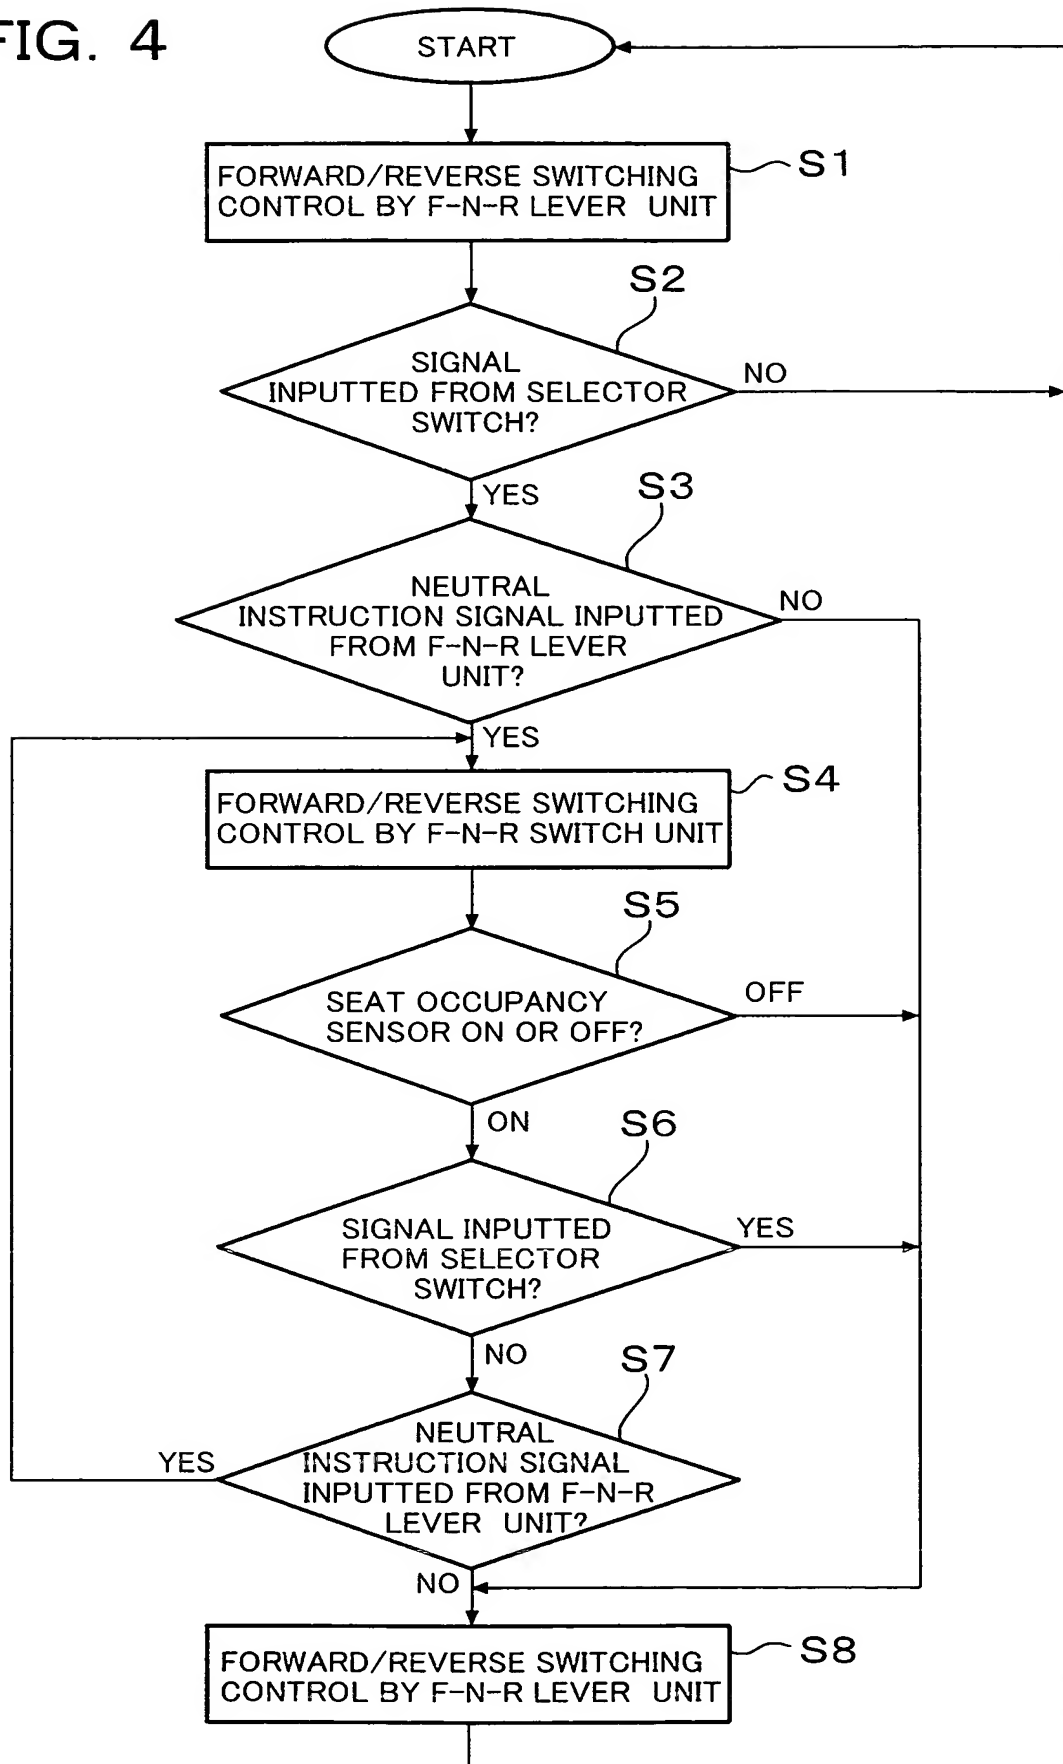 FIG. 4
START
FORWARD/REVERSE SWITCHING
CONTROL BY F-N-R LEVER UNIT
S1
S2
SIGNAL
INPUTTED FROM SELECTOR
SWITCH?
NO
YES
S3
NEUTRAL
INSTRUCTION SIGNAL INPUTTED
FROM F-N-R LEVER
UNIT?
NO
YES
FORWARD/REVERSE SWITCHING
CONTROL BY F-N-R SWITCH UNIT
S4
S5
SEAT OCCUPANCY
SENSOR ON OR OFF?
OFF
ON
S6
SIGNAL INPUTTED
FROM SELECTOR
SWITCH?
YES
NO
S7
NEUTRAL
INSTRUCTION SIGNAL
INPUTTED FROM F-N-R
LEVER UNIT?
YES
NO
FORWARD/REVERSE SWITCHING
CONTROL BY F-N-R LEVER UNIT
S8